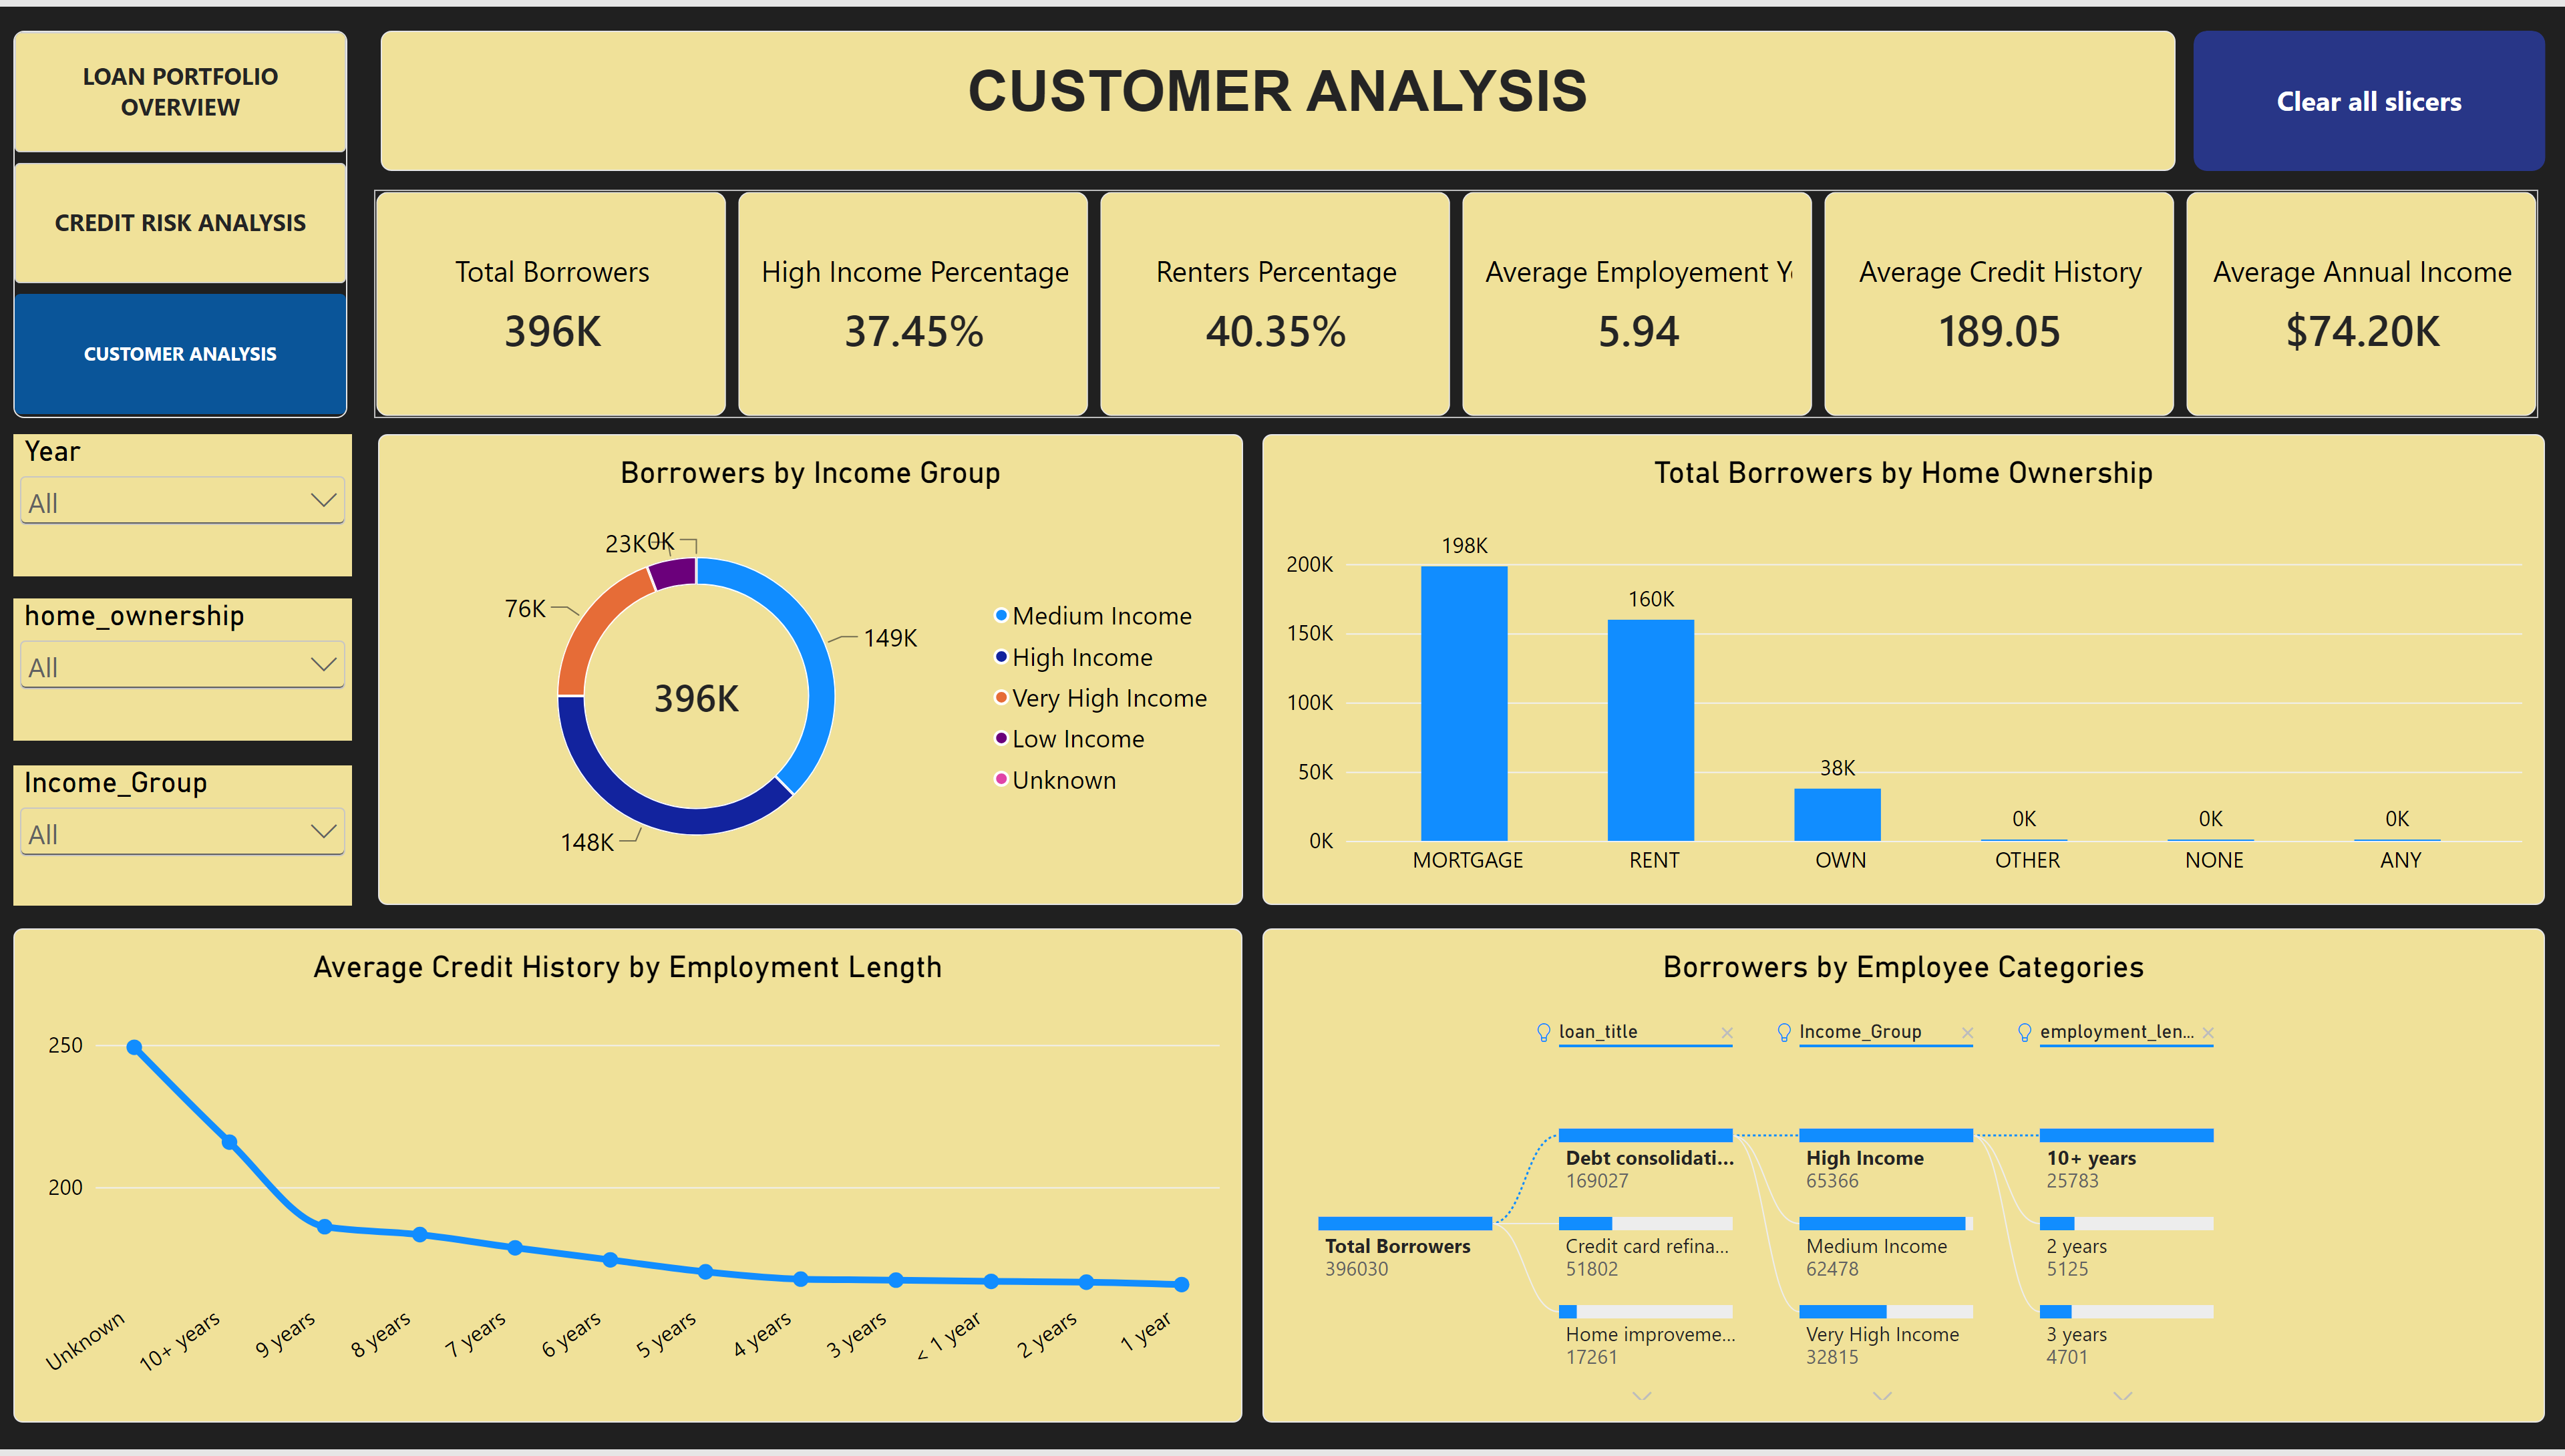 LOAN PORTFOLIO
OVERVIEW
CREDIT RISK ANALYSIS
CUSTOMER ANALYSIS
CUSTOMER ANALYSIS
Clear all slicers
Total Borrowers
396K
High Income Percentage
37.45%
Renters Percentage
40.35%
Average Employement Y
5.94
Average Credit History
189.05
Average Annual Income
$74.20K
Year
All
home_ownership
All
Income_Group
All
Borrowers by Income Group
23K
0K
76K
149K
396K
148K
Medium Income
High Income
Very High Income
Low Income
Unknown
Total Borrowers by Home Ownership
200K
150K
100K
50K
0K
198K
160K
38K
0K
0K
0K
MORTGAGE
RENT
OWN
OTHER
NONE
ANY
Average Credit History by Employment Length
250
200
Unknown
10+ years
9 years
8 years
7 years
6 years
5 years
4 years
3 years
< 1 year
2 years
1 year
Borrowers by Employee Categories
loan_title
Income_Group
employment_len...
Total Borrowers
396030
Debt consolidati...
169027
Credit card refina...
51802
Home improveme...
17261
High Income
65366
Medium Income
62478
Very High Income
32815
10+ years
25783
2 years
5125
3 years
4701